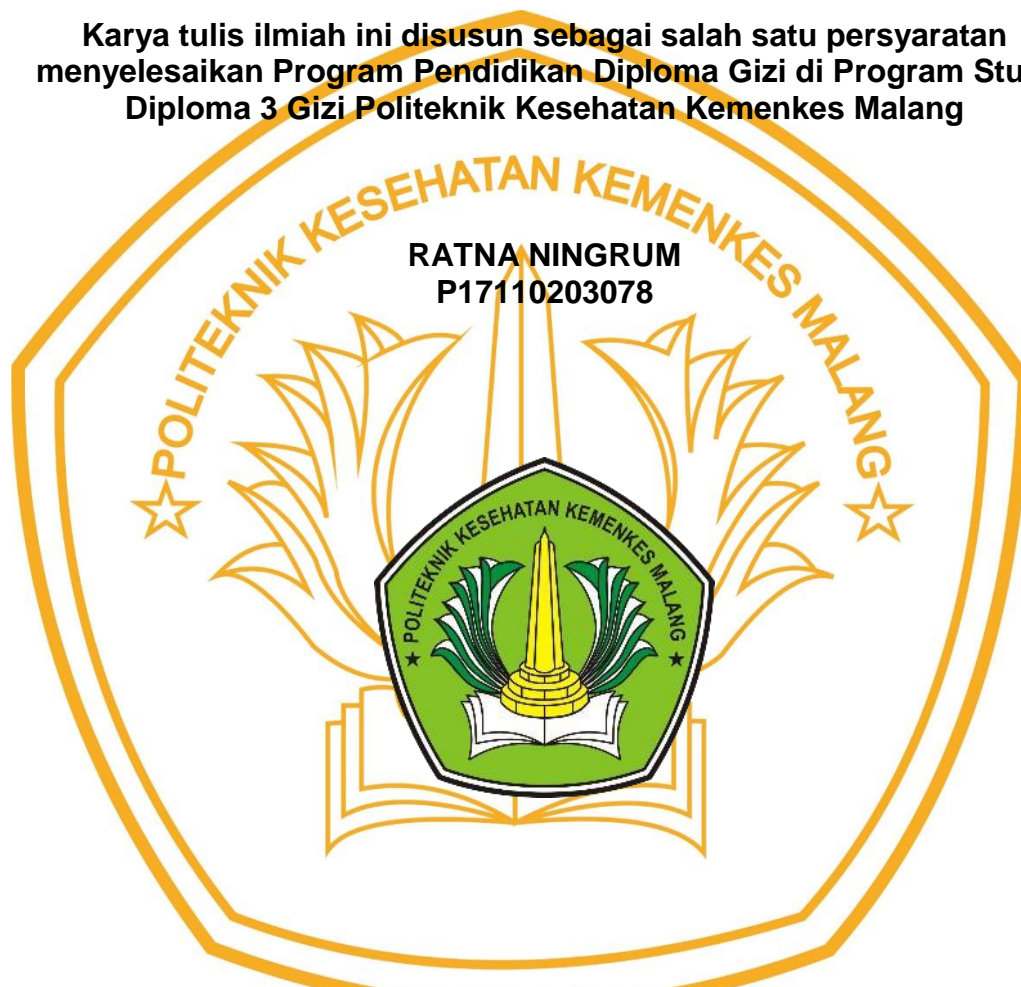 Karya tulis ilmiah ini disusun sebagai salah satu persyaratan
menyelesaikan Program Pendidikan Diploma Gizi di Program Stu
Diploma 3 Gizi Politeknik Kesehatan Kemenkes Malang
POLITEKNIK KESEHATAN KEMENKES MALANG
RATNA NINGRUM
P17110203078
POLITEKNIK KESEHATAN KEMENKES MALANG